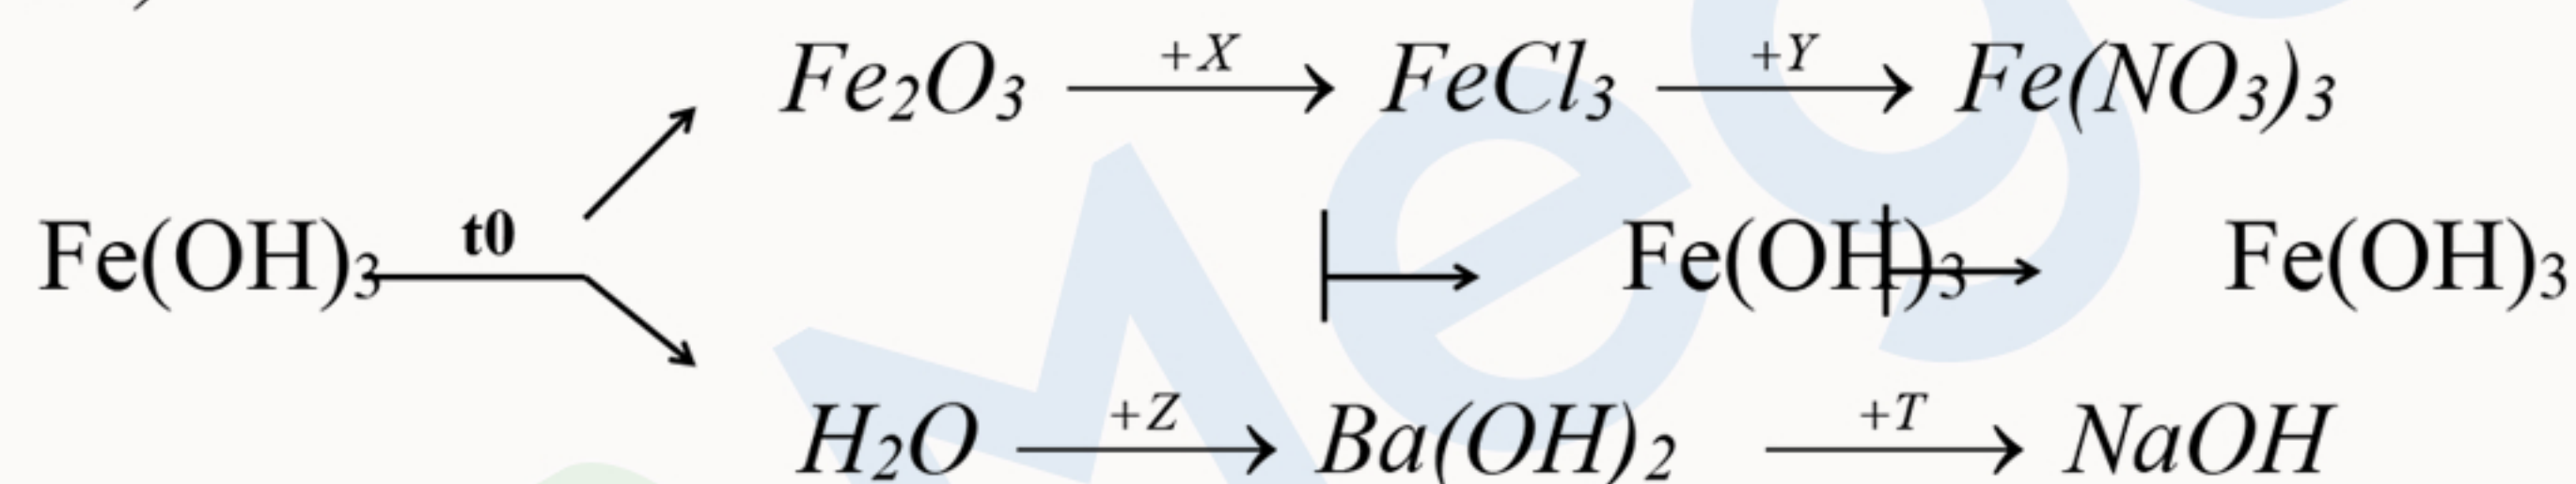 Fe₂O₃ +X → FeCl₃ +Y → Fe(NO₃)₃
Fe(OH)₃ t0 → Fe(OH)₃ → Fe(OH)₃
H₂O +Z → Ba(OH)₂ +T → NaOH